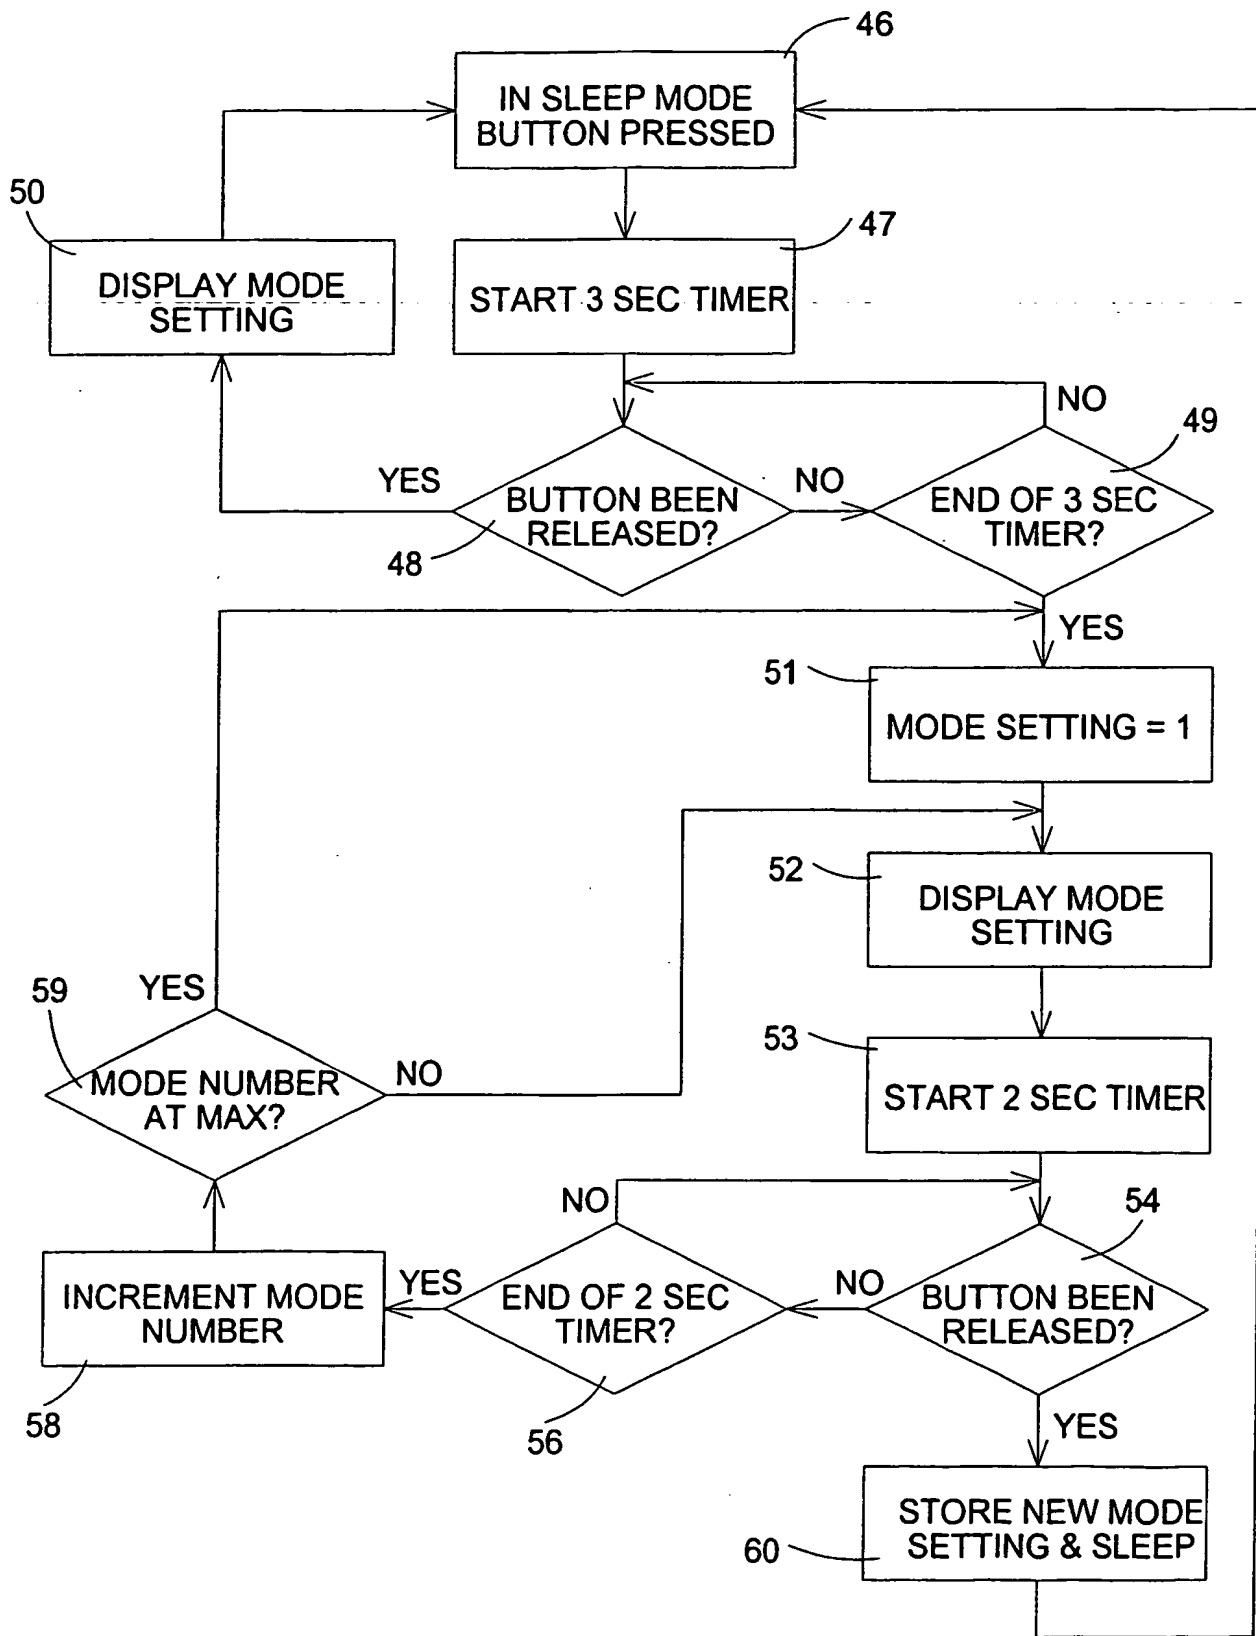 46
IN SLEEP MODE
BUTTON PRESSED
50
47
DISPLAY MODE
SETTING
START 3 SEC TIMER
NO
49
YES
BUTTON BEEN
RELEASED?
NO
END OF 3 SEC
TIMER?
48
YES
51
MODE SETTING = 1
52
DISPLAY MODE
SETTING
59
YES
53
MODE NUMBER
AT MAX?
NO
START 2 SEC TIMER
NO
54
INCREMENT MODE
NUMBER
YES
END OF 2 SEC
TIMER?
NO
BUTTON BEEN
RELEASED?
58
56
YES
STORE NEW MODE
SETTING & SLEEP
60